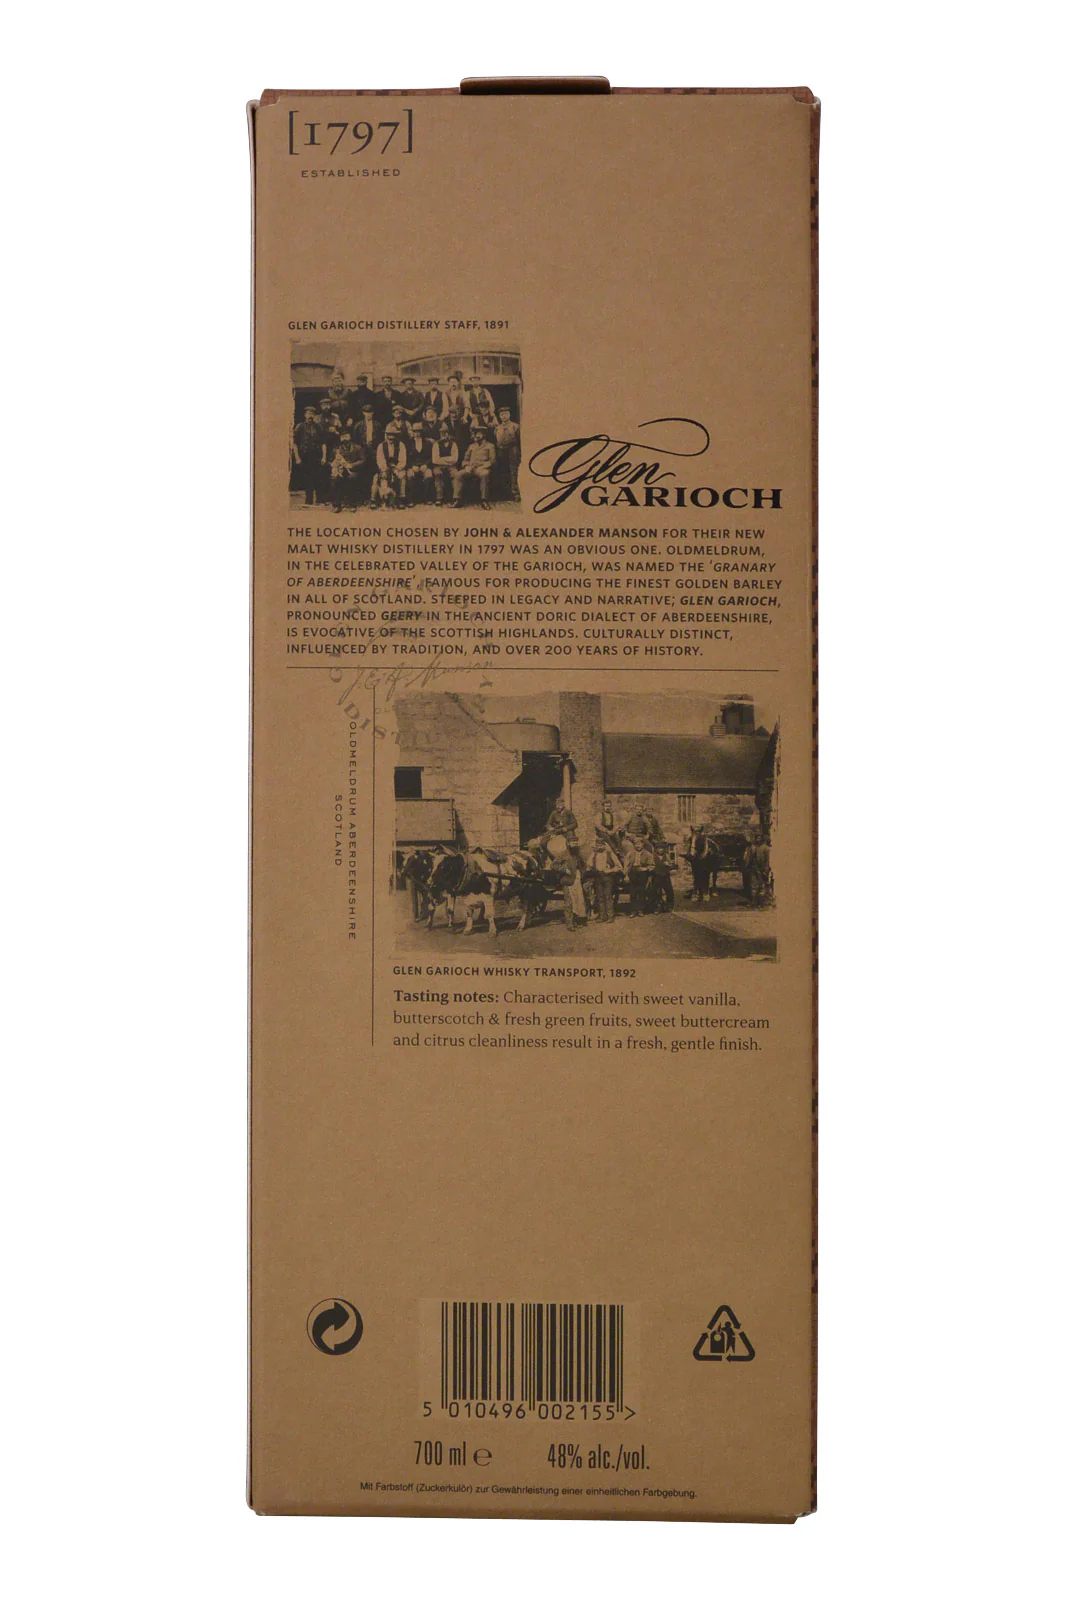 [1797]
ESTABLISHED
GLEN GARIOCH DISTILLERY STAFF, 1891
Glen
GARIOCH
THE LOCATION CHOSEN BY JOHN & ALEXANDER MANSON FOR THEIR NEW
MALT WHISKY DISTILLERY IN 1797 WAS AN OBVIOUS ONE. OLDMELDRUM,
IN THE CELEBRATED VALLEY OF THE GARIOCH, WAS NAMED THE 'GRANARY
OF ABERDEENSHIRE', FAMOUS FOR PRODUCING THE FINEST GOLDEN BARLEY
IN ALL OF SCOTLAND. STEEPED IN LEGACY AND NARRATIVE; GLEN GARIOCH,
PRONOUNCED GEERY IN THE ANCIENT DORIC DIALECT OF ABERDEENSHIRE,
IS EVOCATIVE OF THE SCOTTISH HIGHLANDS. CULTURALLY DISTINCT,
INFLUENCED BY TRADITION, AND OVER 200 YEARS OF HISTORY.
OLDMELDRUM ABERDEENSHIRE
SCOTLAND
GLEN GARIOCH WHISKY TRANSPORT, 1892
Tasting notes: Characterised with sweet vanilla,
butterscotch & fresh green fruits, sweet buttercream
and citrus cleanliness result in a fresh, gentle finish.
5 010496 002155 >
700 ml ℮ 48% alc./vol.
Mit Farbstoff (Zuckerkulör) zur Gewährleistung einer einheitlichen Farbgebung.